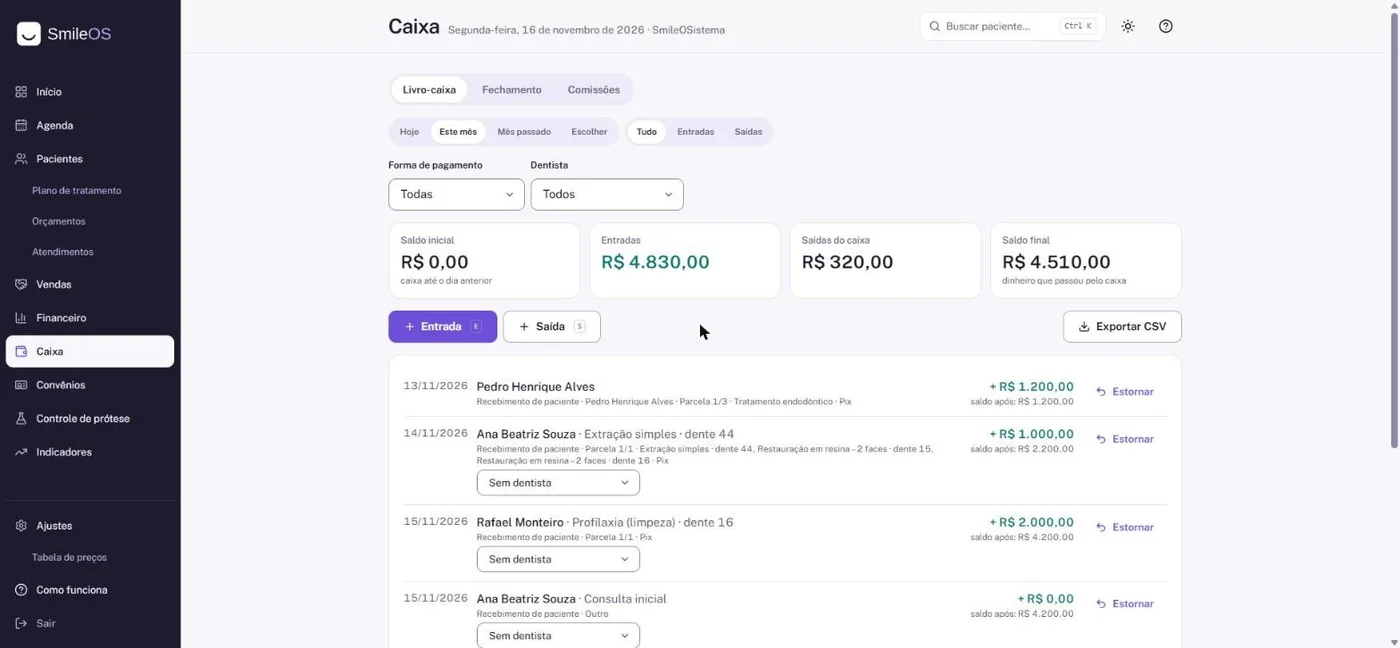 SmileOS
Caixa Segunda-feira, 16 de novembro de 2026 · SmileOSistema
Buscar paciente... Ctrl K
Início
Agenda
Pacientes
Plano de tratamento
Orçamentos
Atendimentos
Vendas
Financeiro
Caixa
Convênios
Controle de prótese
Indicadores
Ajustes
Tabela de preços
Como funciona
Sair
Livro-caixa Fechamento Comissões
Hoje Este mês Mês passado Escolher Tudo Entradas Saídas
Forma de pagamento Dentista
Todas Todos
Saldo inicial
R$ 0,00
caixa até o dia anterior
Entradas
R$ 4.830,00
Saídas do caixa
R$ 320,00
Saldo final
R$ 4.510,00
dinheiro que passou pelo caixa
+ Entrada E + Saída S Exportar CSV
13/11/2026 Pedro Henrique Alves + R$ 1.200,00 Estornar
Recebimento de paciente · Pedro Henrique Alves · Parcela 1/3 · Tratamento endodôntico · Pix saldo após: R$ 1.200,00
14/11/2026 Ana Beatriz Souza · Extração simples · dente 44 + R$ 1.000,00 Estornar
Recebimento de paciente · Parcela 1/1 · Extração simples · dente 44, Restauração em resina – 2 faces · dente 15, saldo após: R$ 2.200,00
Restauração em resina – 2 faces · dente 16 · Pix
Sem dentista
15/11/2026 Rafael Monteiro · Profilaxia (limpeza) · dente 16 + R$ 2.000,00 Estornar
Recebimento de paciente · Parcela 1/1 · Pix saldo após: R$ 4.200,00
Sem dentista
15/11/2026 Ana Beatriz Souza · Consulta inicial + R$ 0,00 Estornar
Recebimento de paciente · Outro saldo após: R$ 4.200,00
Sem dentista